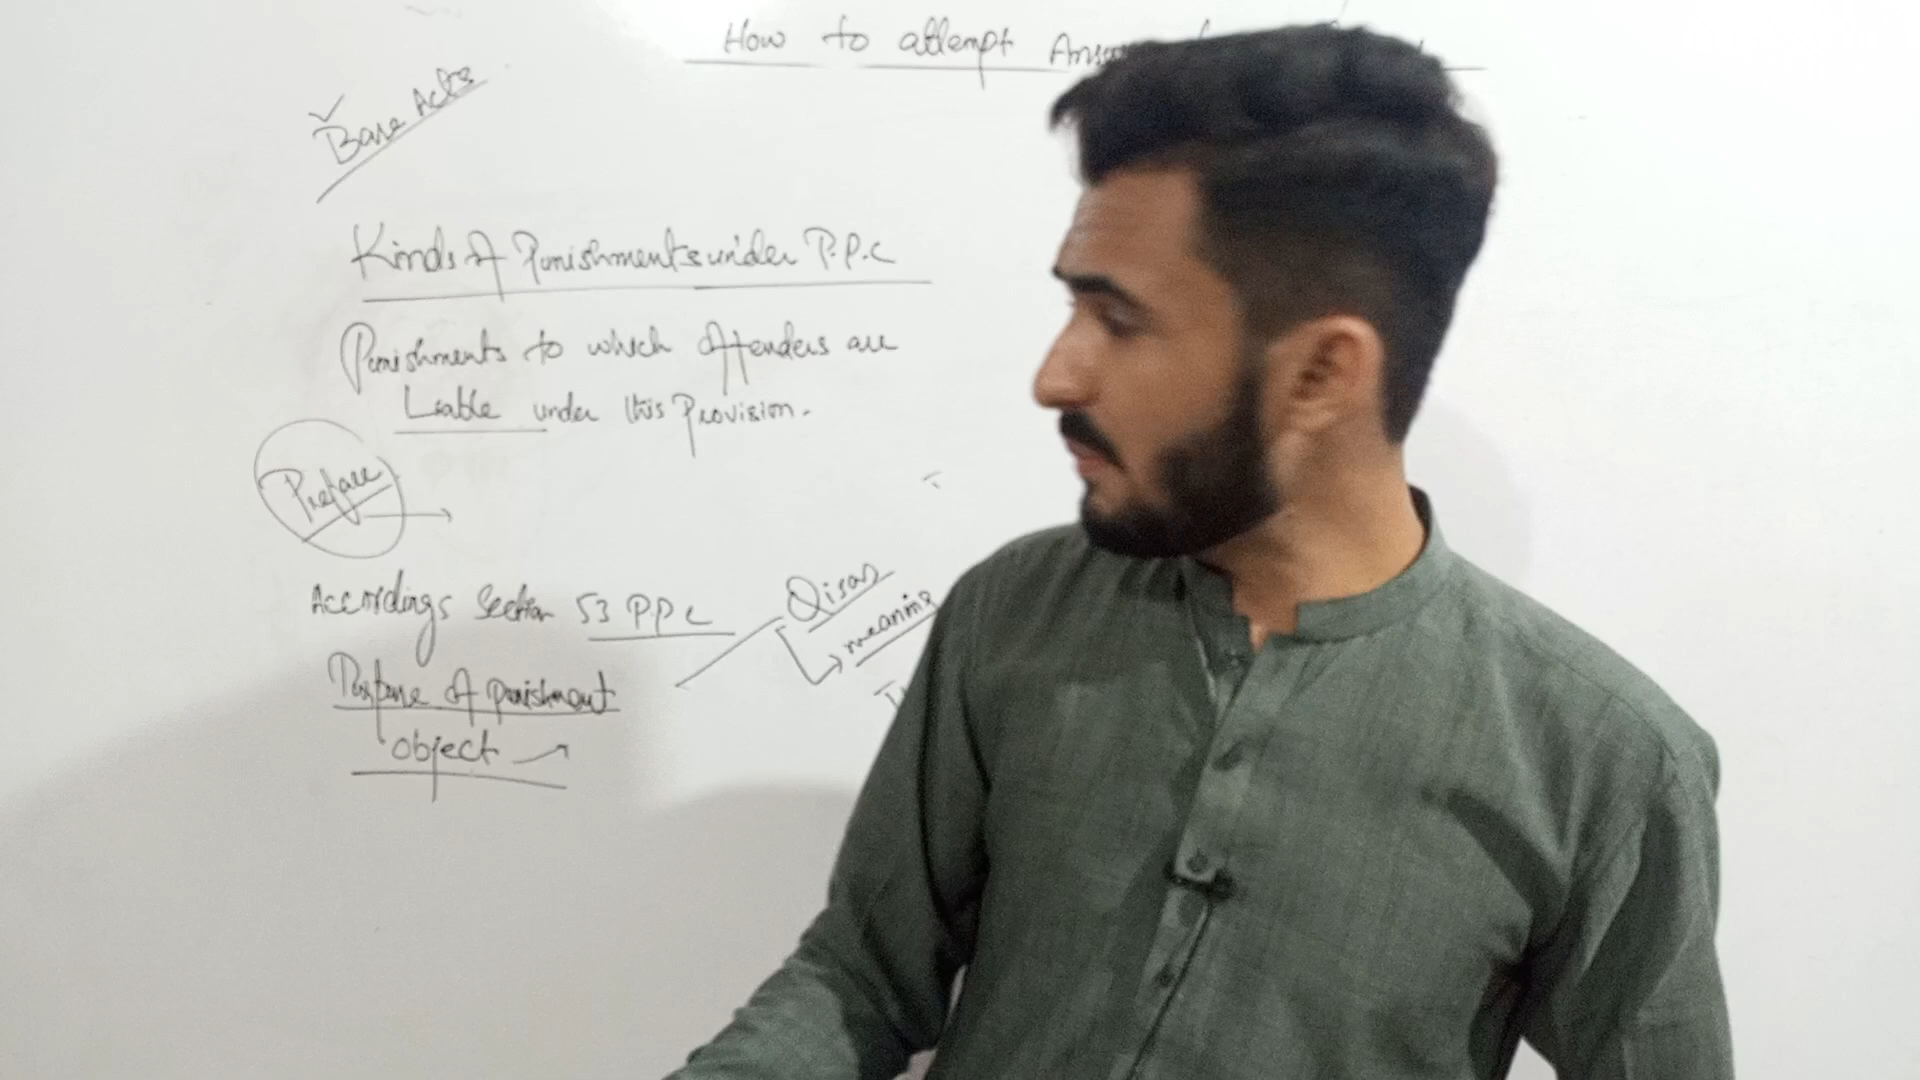 How to attempt
Bare Acts
Kinds of Punishments under P.P.C
Punishments to which offenders are
Liable under this Provision.
Preface
Accordings Section 53 PPC
Qisas
meaning
Purpose of punishment
object